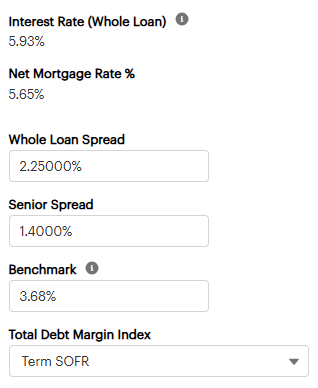 Interest Rate (Whole Loan)
5.93%
Net Mortgage Rate %
5.65%
Whole Loan Spread
2.25000%
Senior Spread
1.4000%
Benchmark
3.68%
Total Debt Margin Index
Term SOFR